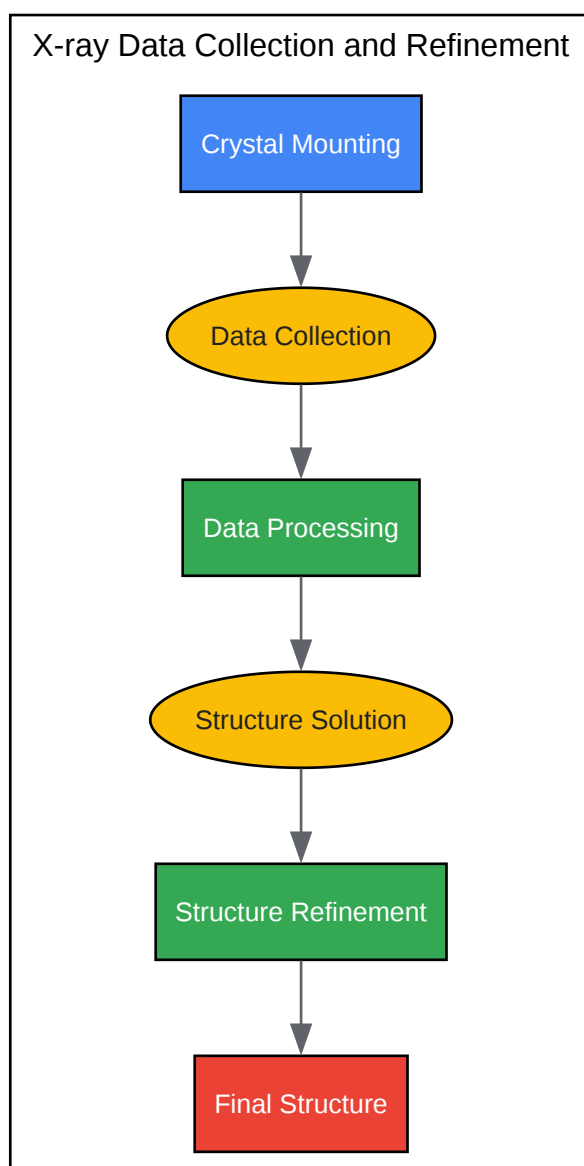 X-ray Data Collection and Refinement
Crystal Mounting
Data Collection
Data Processing
Structure Solution
Structure Refinement
Final Structure